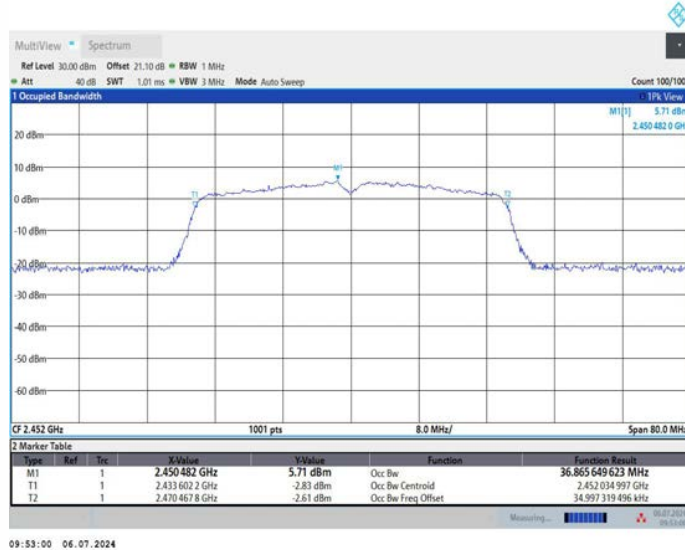 MultiView Spectrum
Ref Level 30.00 dBm Offset 21.10 dB RBW 1 MHz
Att 40 dB SWT 1.01 ms VBW 3 MHz Mode Auto Sweep Count 100/100
1 Occupied Bandwidth 1Pk View
M1[1] 5.71 dBm
2.450 482 0 GH
20 dBm
M1
10 dBm
T1 T2
0 dBm
-10 dBm
-20 dBm
-30 dBm
-40 dBm
-50 dBm
-60 dBm
CF 2.452 GHz 1001 pts 8.0 MHz/ Span 80.0 MHz
2 Marker Table
Type Ref Trc X-Value Y-Value Function Function Result
M1 1 2.450 482 GHz 5.71 dBm Occ Bw 36.865 649 623 MHz
T1 1 2.433 602 2 GHz -2.83 dBm Occ Bw Centroid 2.452 034 997 GHz
T2 1 2.470 467 8 GHz -2.61 dBm Occ Bw Freq Offset 34.997 319 496 kHz
Measuring... 06.07.2024
09:53:00
09:53:00 06.07.2024